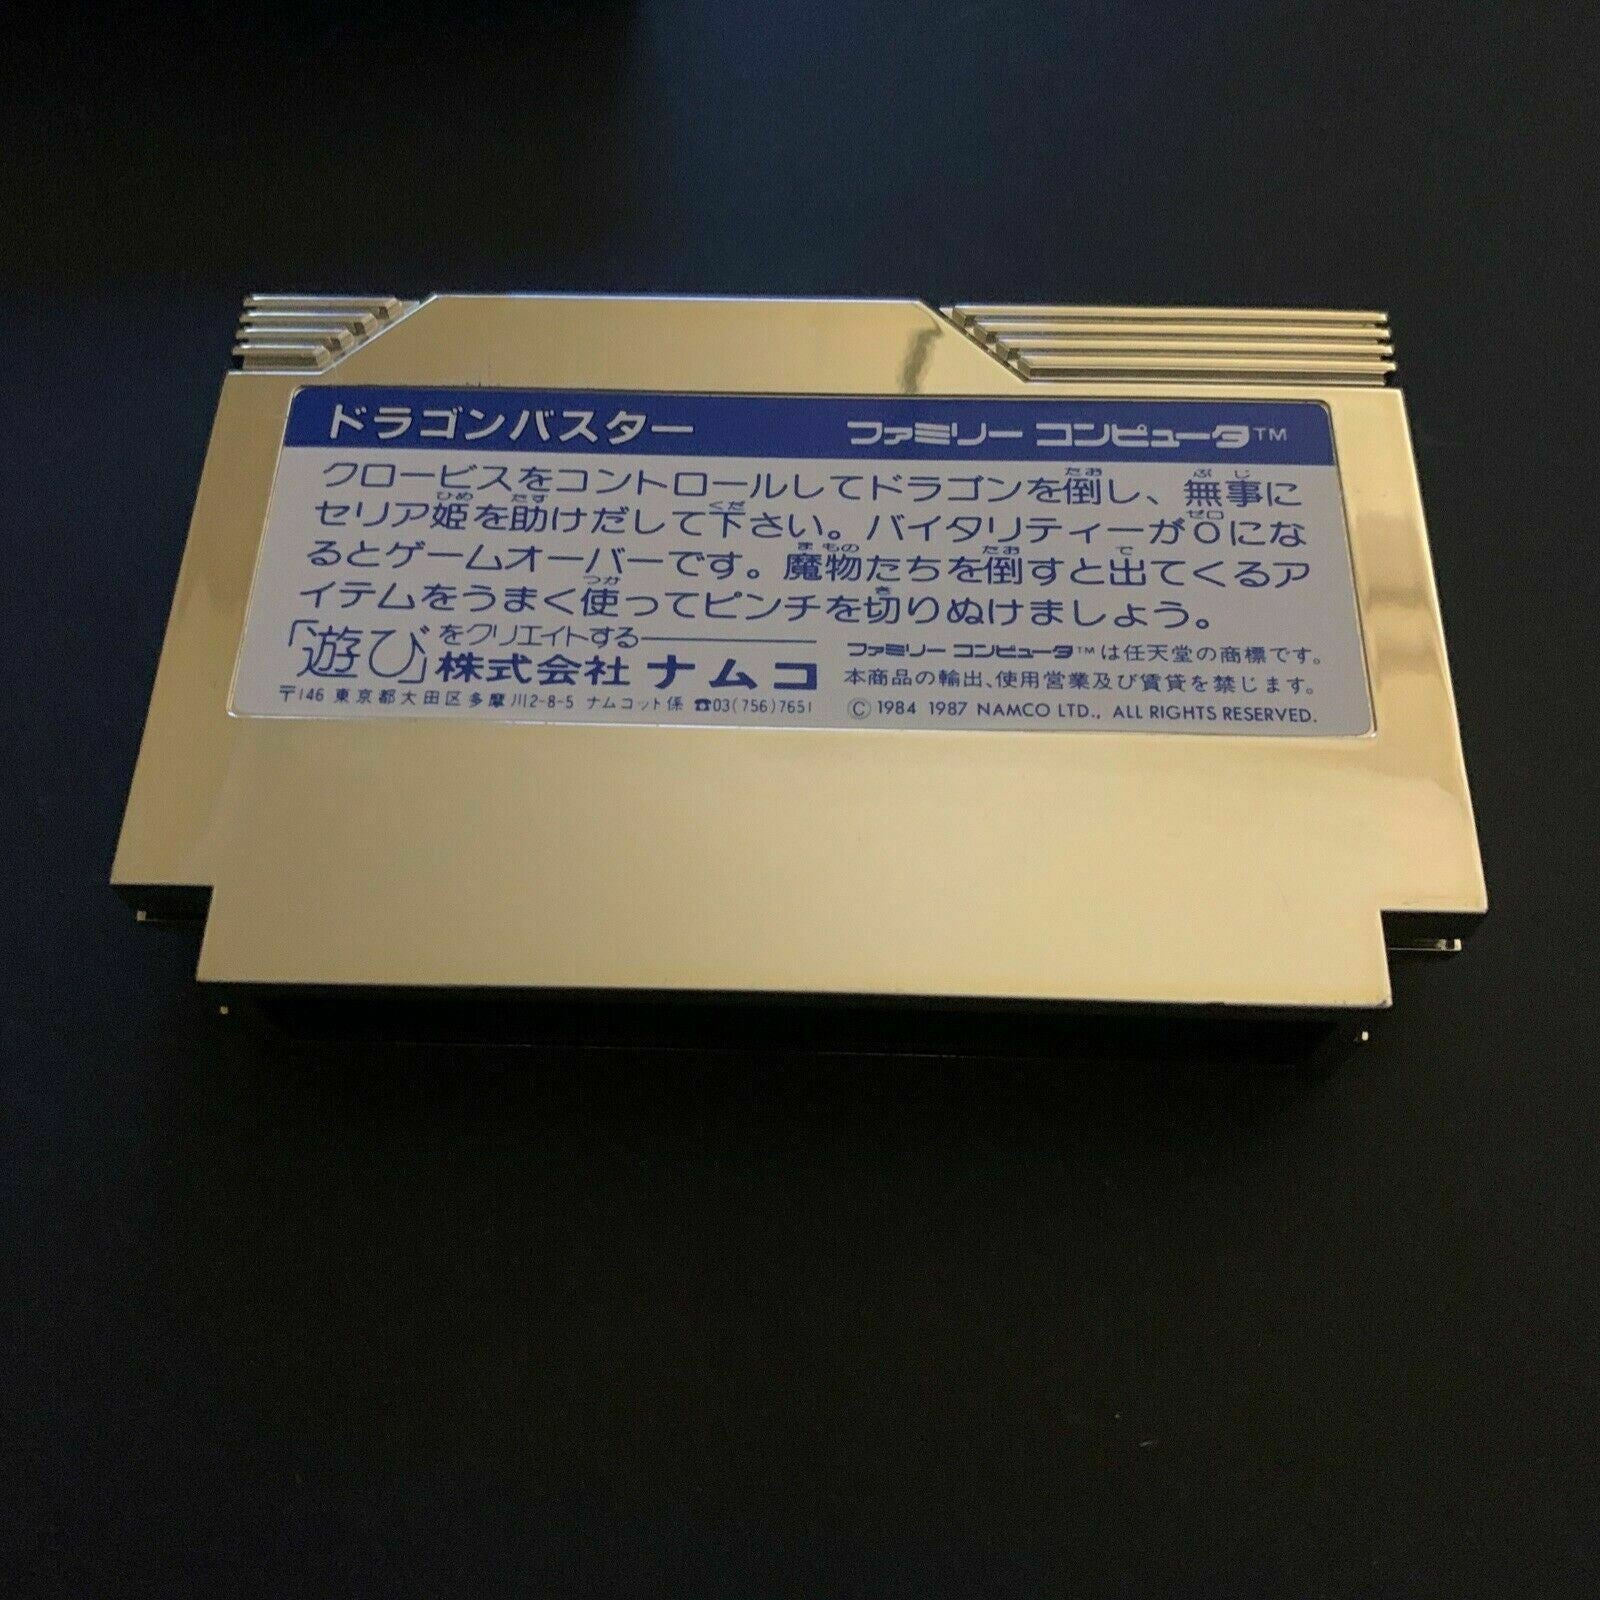 ドラゴンバスター ファミリー コンピュータ™
クロービスをコントロールしてドラゴンを倒し、無事に
セリア姫を助けだして下さい。バイタリティーが0にな
るとゲームオーバーです。魔物たちを倒すと出てくるア
イテムをうまく使ってピンチを切りぬけましょう。
「遊び」をクリエイトする
株式会社 ナムコ
〒146 東京都大田区多摩川2-8-5 ナムコット係 ☎03(756)7651
ファミリー コンピュータ™は任天堂の商標です。
本商品の輸出、使用営業及び賃貸を禁じます。
© 1984 1987 NAMCO LTD., ALL RIGHTS RESERVED.